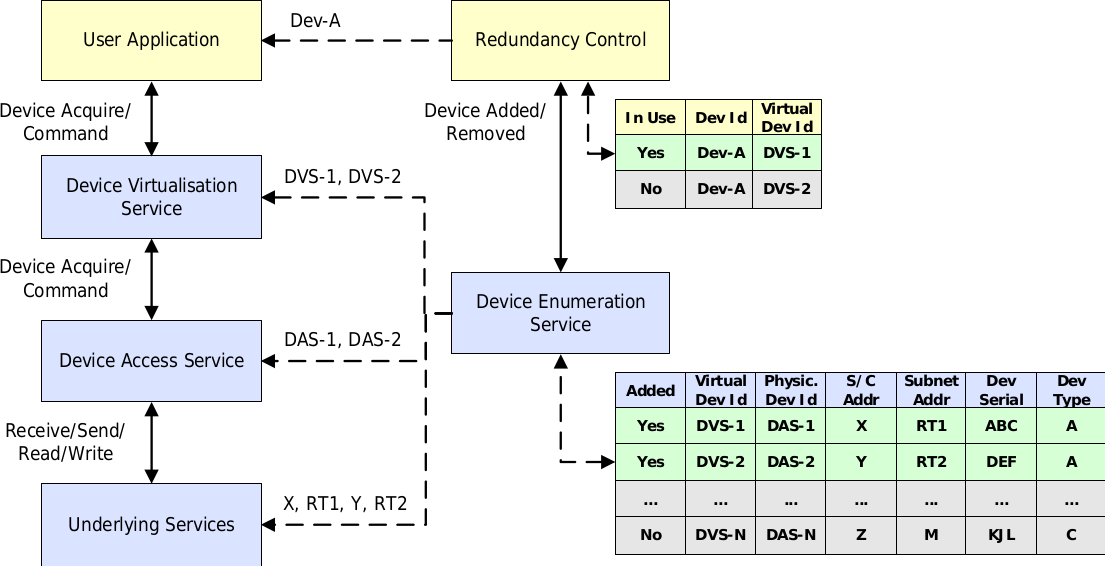 User Application
Dev-A
Redundancy Control
Device Acquire/
Command
Device Added/
Removed
In Use Dev Id Virtual Dev Id
Yes Dev-A DVS-1
No Dev-A DVS-2
Device Virtualisation
Service
DVS-1, DVS-2
Device Acquire/
Command
Device Enumeration
Service
Device Access Service
DAS-1, DAS-2
Receive/Send/
Read/Write
Underlying Services
X, RT1, Y, RT2
Added Virtual Dev Id Physic. Dev Id S/C Addr Subnet Addr Dev Serial Dev Type
Yes DVS-1 DAS-1 X RT1 ABC A
Yes DVS-2 DAS-2 Y RT2 DEF A
... ... ... ... ... ... ...
No DVS-N DAS-N Z M KJL C